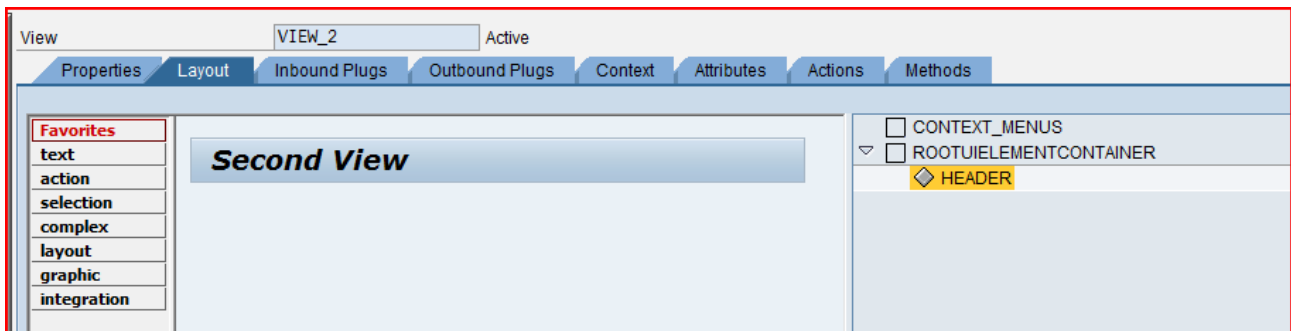 View VIEW_2 Active
Properties Layout Inbound Plugs Outbound Plugs Context Attributes Actions Methods
Favorites
text
action
selection
complex
layout
graphic
integration
Second View
CONTEXT_MENUS
ROOTUIELEMENTCONTAINER
HEADER